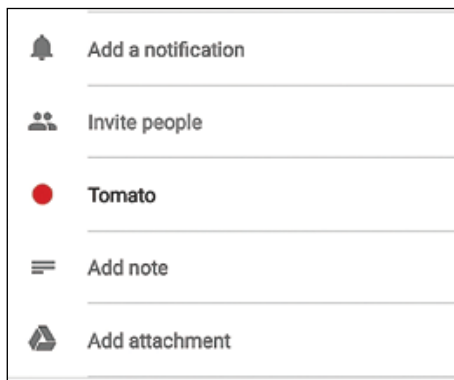 Add a notification
Invite people
Tomato
Add note
Add attachment